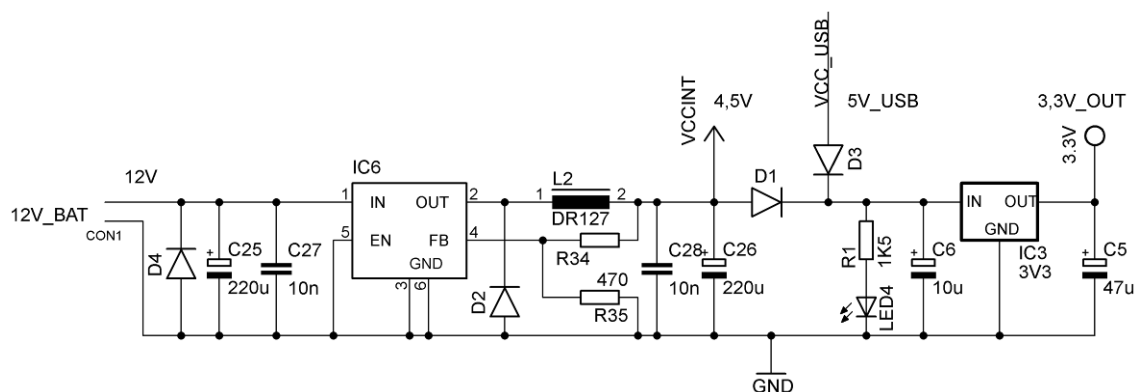 VCC_USB
VCCINT
4,5V
5V_USB
3,3V_OUT
3.3V
D3
IC6
L2
D1
12V
1
IN
OUT
2
1
2
IN
OUT
12V_BAT
DR127
CON1
5
EN
FB
4
GND
D4
C25
C27
R34
C28
C26
R1
1K5
C6
GND
IC3
C5
220u
10n
3
6
D2
470
R35
10n
220u
LED4
10u
3V3
47u
GND